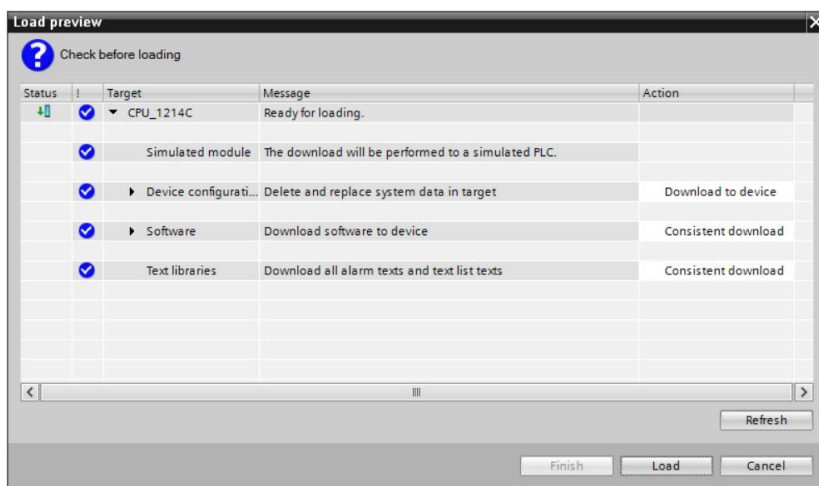 Load preview
Check before loading
Status ! Target Message Action
CPU_1214C Ready for loading.
Simulated module The download will be performed to a simulated PLC.
Device configurati... Delete and replace system data in target Download to device
Software Download software to device Consistent download
Text libraries Download all alarm texts and text list texts Consistent download
Refresh
Finish Load Cancel